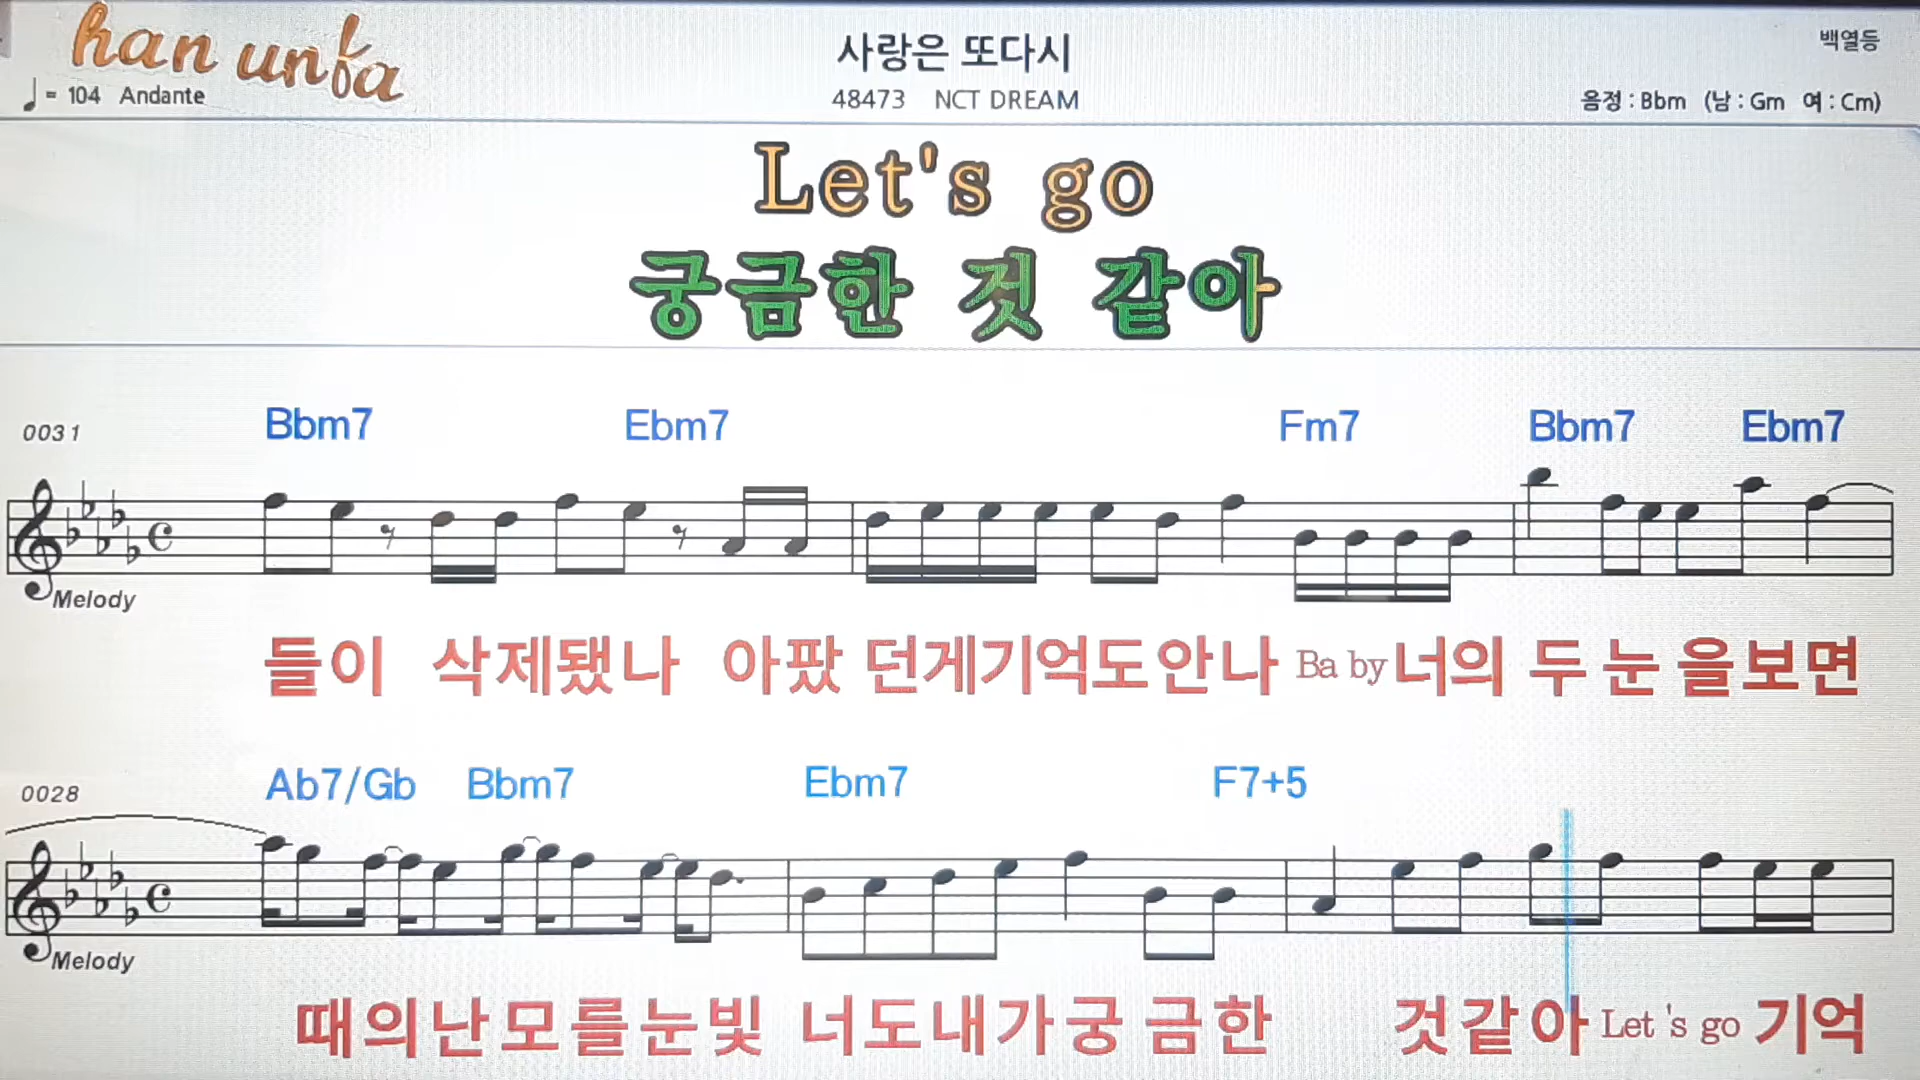 han unfa
사랑은 또다시
백열등
= 104 Andante
48473 NCT DREAM
음정 : Bbm (남 : Gm 여 : Cm)
Let's go
궁금한 것 같아
0031 Bbm7 Ebm7 Fm7 Bbm7 Ebm7
Melody
들이 삭제됐나 아팠던게기억도안나 Ba by 너의 두눈을보면
0028 Ab7/Gb Bbm7 Ebm7 F7+5
Melody
때의난모를눈빛 너도내가궁금한 것같아 Let 's go 기억